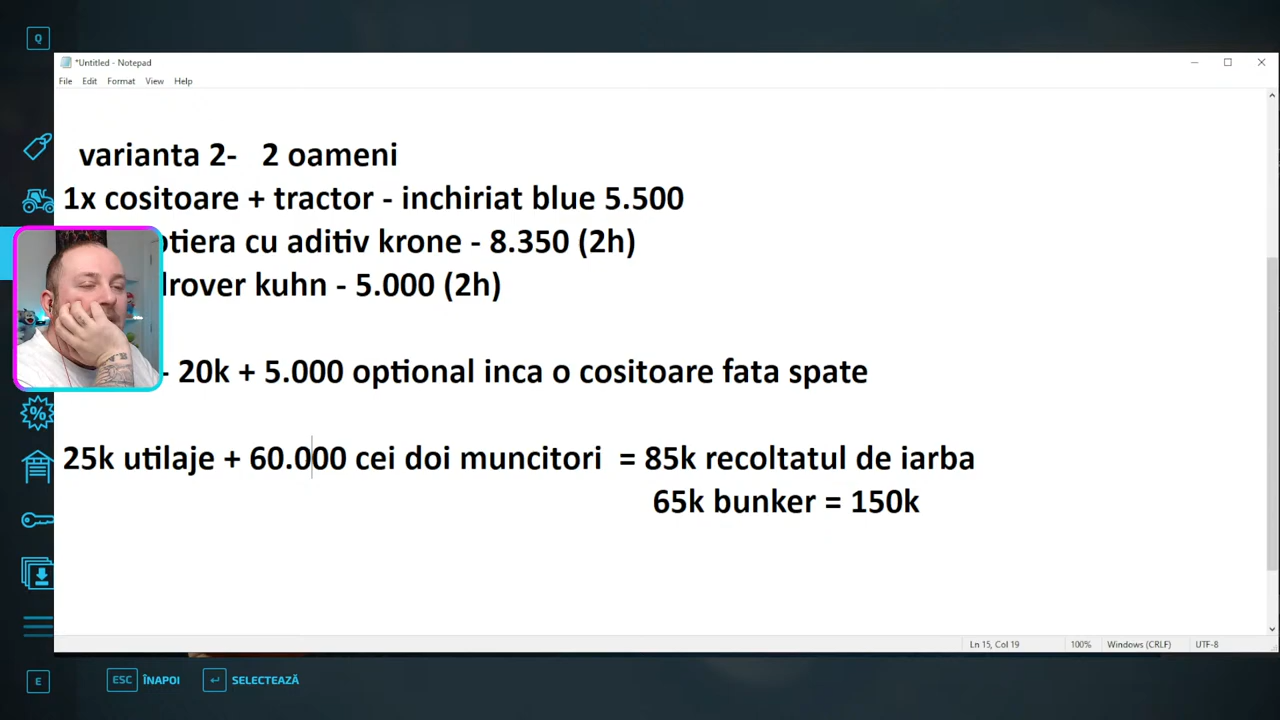 Q
*Untitled - Notepad
File Edit Format View Help
varianta 2- 2 oameni
1x cositoare + tractor - inchiriat blue 5.500
cu aditiv krone - 8.350 (2h)
kuhn - 5.000 (2h)
- 20k + 5.000 optional inca o cositoare fata spate
25k utilaje + 60.000 cei doi muncitori = 85k recoltatul de iarba
65k bunker = 150k
Ln 15, Col 19 100% Windows (CRLF) UTF-8
E ESC ÎNAPOI SELECTEAZĂ